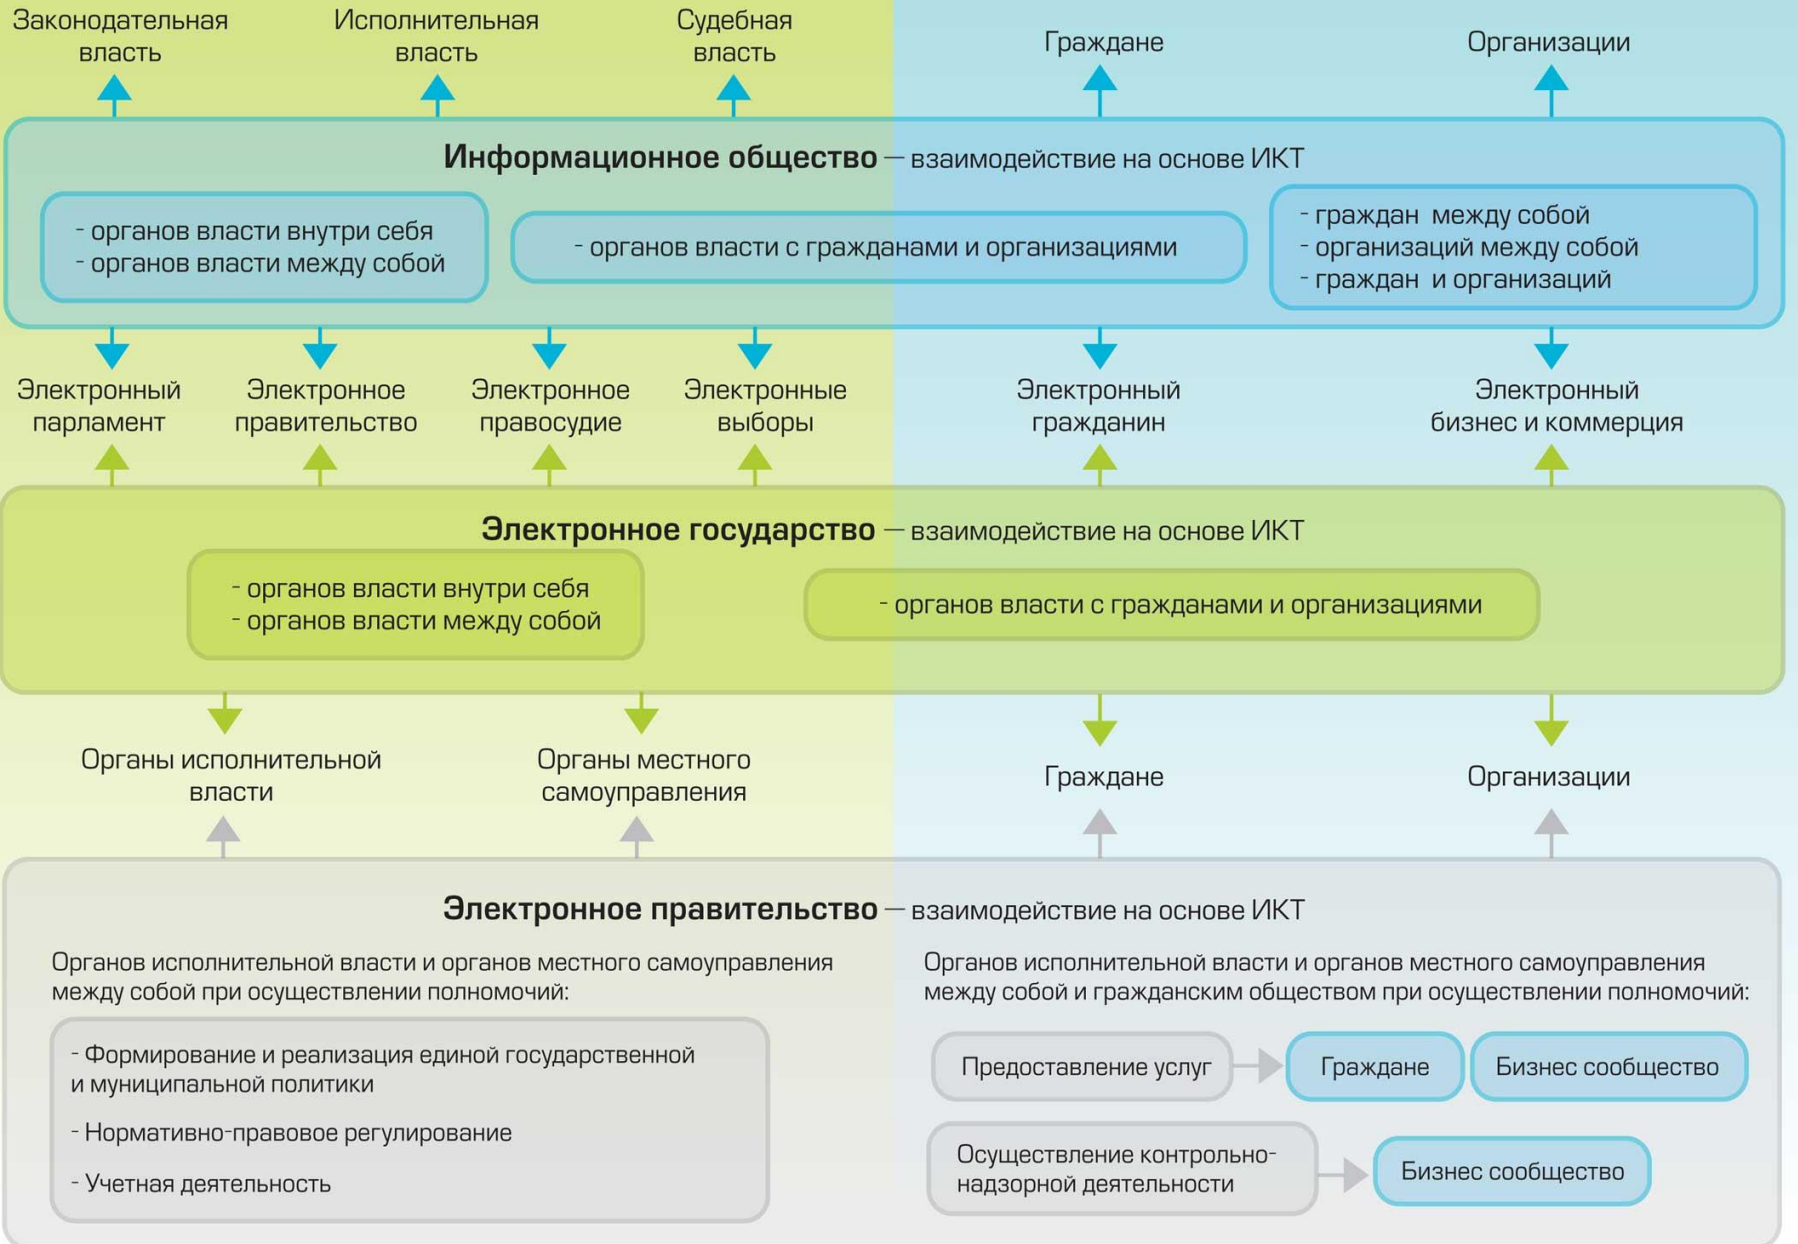 Законодательная
власть
Исполнительная
власть
Судебная
власть
Граждане
Организации
Информационное общество — взаимодействие на основе ИКТ
- органов власти внутри себя
- органов власти между собой
- органов власти с гражданами и организациями
- граждан между собой
- организаций между собой
- граждан и организаций
Электронный
парламент
Электронное
правительство
Электронное
правосудие
Электронные
выборы
Электронный
гражданин
Электронный
бизнес и коммерция
Электронное государство — взаимодействие на основе ИКТ
- органов власти внутри себя
- органов власти между собой
- органов власти с гражданами и организациями
Органы исполнительной
власти
Органы местного
самоуправления
Граждане
Организации
Электронное правительство — взаимодействие на основе ИКТ
Органов исполнительной власти и органов местного самоуправления
между собой при осуществлении полномочий:
- Формирование и реализация единой государственной
и муниципальной политики
- Нормативно-правовое регулирование
- Учетная деятельность
Органов исполнительной власти и органов местного самоуправления
между собой и гражданским обществом при осуществлении полномочий:
Предоставление услуг
Граждане
Бизнес сообщество
Осуществление контрольно-
надзорной деятельности
Бизнес сообщество